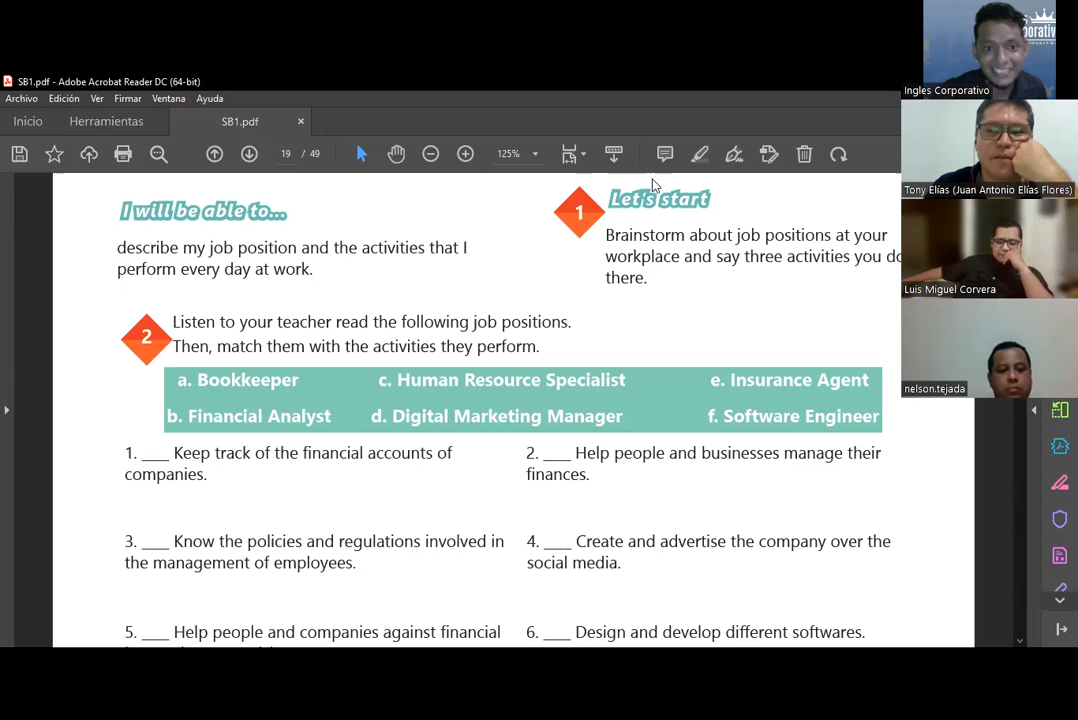 SB1.pdf - Adobe Acrobat Reader DC (64-bit)
Archivo Edición Ver Firmar Ventana Ayuda
Inicio Herramientas SB1.pdf ×
19 / 49 125%
I will be able to...
describe my job position and the activities that I
perform every day at work.
1 Let's start
Brainstorm about job positions at your
workplace and say three activities you do
there.
2 Listen to your teacher read the following job positions.
Then, match them with the activities they perform.
a. Bookkeeper c. Human Resource Specialist e. Insurance Agent
b. Financial Analyst d. Digital Marketing Manager f. Software Engineer
1. ___ Keep track of the financial accounts of
companies.
2. ___ Help people and businesses manage their
finances.
3. ___ Know the policies and regulations involved in
the management of employees.
4. ___ Create and advertise the company over the
social media.
5. ___ Help people and companies against financial
6. ___ Design and develop different softwares.
Ingles Corporativo
Tony Elías (Juan Antonio Elías Flores)
Luis Miguel Corvera
nelson.tejada